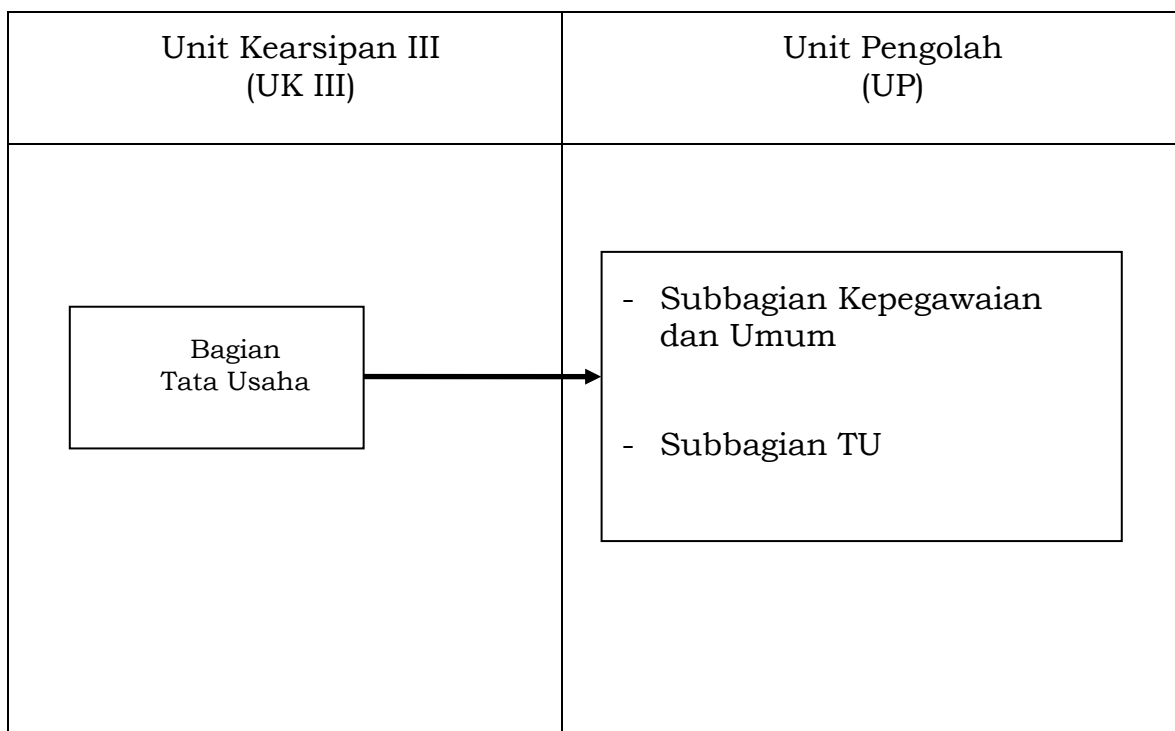 Unit Kearsipan III
(UK III)
Unit Pengolah
(UP)
Bagian
Tata Usaha
- Subbagian Kepegawaian
dan Umum
- Subbagian TU